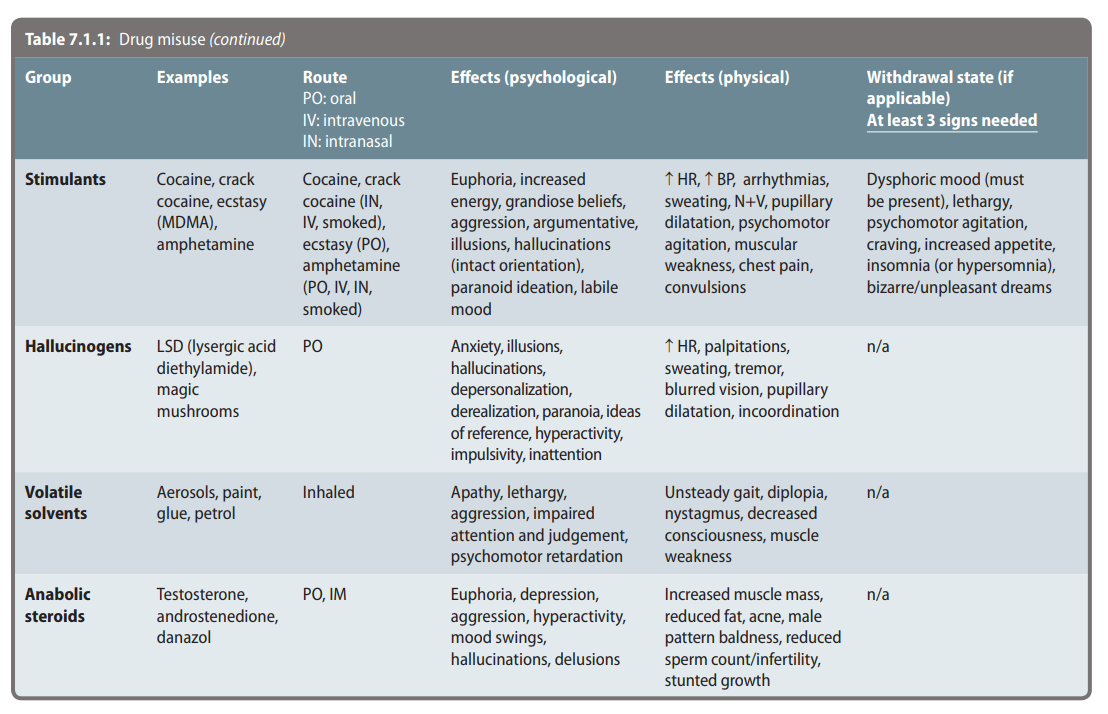 Table 7.1.1: Drug misuse (continued)
Group
Examples
Route
PO: oral
IV: intravenous
IN: intranasal
Effects (psychological)
Effects (physical)
Withdrawal state (if
applicable)
At least 3 signs needed
Stimulants
Cocaine, crack
cocaine, ecstasy
(MDMA),
amphetamine
Cocaine, crack
cocaine (IN,
IV, smoked),
ecstasy (PO),
amphetamine
(PO, IV, IN,
smoked)
Euphoria, increased
energy, grandiose beliefs,
aggression, argumentative,
illusions, hallucinations
(intact orientation),
paranoid ideation, labile
mood
↑ HR, ↑ BP, arrhythmias,
sweating, N+V, pupillary
dilatation, psychomotor
agitation, muscular
weakness, chest pain,
convulsions
Dysphoric mood (must
be present), lethargy,
psychomotor agitation,
craving, increased appetite,
insomnia (or hypersomnia),
bizarre/unpleasant dreams
Hallucinogens
LSD (lysergic acid
diethylamide),
magic
mushrooms
PO
Anxiety, illusions,
hallucinations,
depersonalization,
derealization, paranoia, ideas
of reference, hyperactivity,
impulsivity, inattention
↑ HR, palpitations,
sweating, tremor,
blurred vision, pupillary
dilatation, incoordination
n/a
Volatile
solvents
Aerosols, paint,
glue, petrol
Inhaled
Apathy, lethargy,
aggression, impaired
attention and judgement,
psychomotor retardation
Unsteady gait, diplopia,
nystagmus, decreased
consciousness, muscle
weakness
n/a
Anabolic
steroids
Testosterone,
androstenedione,
danazol
PO, IM
Euphoria, depression,
aggression, hyperactivity,
mood swings,
hallucinations, delusions
Increased muscle mass,
reduced fat, acne, male
pattern baldness, reduced
sperm count/infertility,
stunted growth
n/a